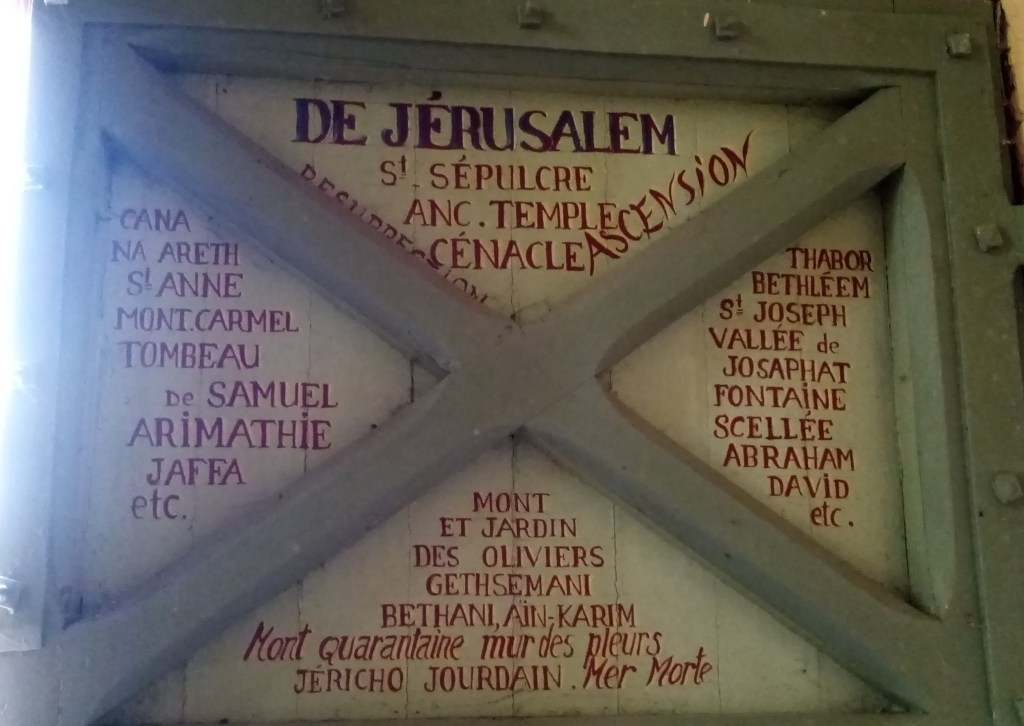 DE JÉRUSALEM
St. SÉPULCRE
ANC. TEMPLE
CÉNACLE
RESURRECTION
ASCENSION
CANA
NA ARETH
St ANNE
MONT.CARMEL
TOMBEAU
DE SAMUEL
ARIMATHIE
JAFFA
etc.
THABOR
BETHLÉEM
St JOSEPH
VALLÉE de
JOSAPHAT
FONTAINE
SCELLÉE
ABRAHAM
DAVID
etc.
MONT
ET JARDIN
DES OLIVIERS
GETHSEMANI
BETHANI, AÏN-KARIM
Mont quarantaine mur des pleurs
JÉRICHO JOURDAIN. Mer Morte